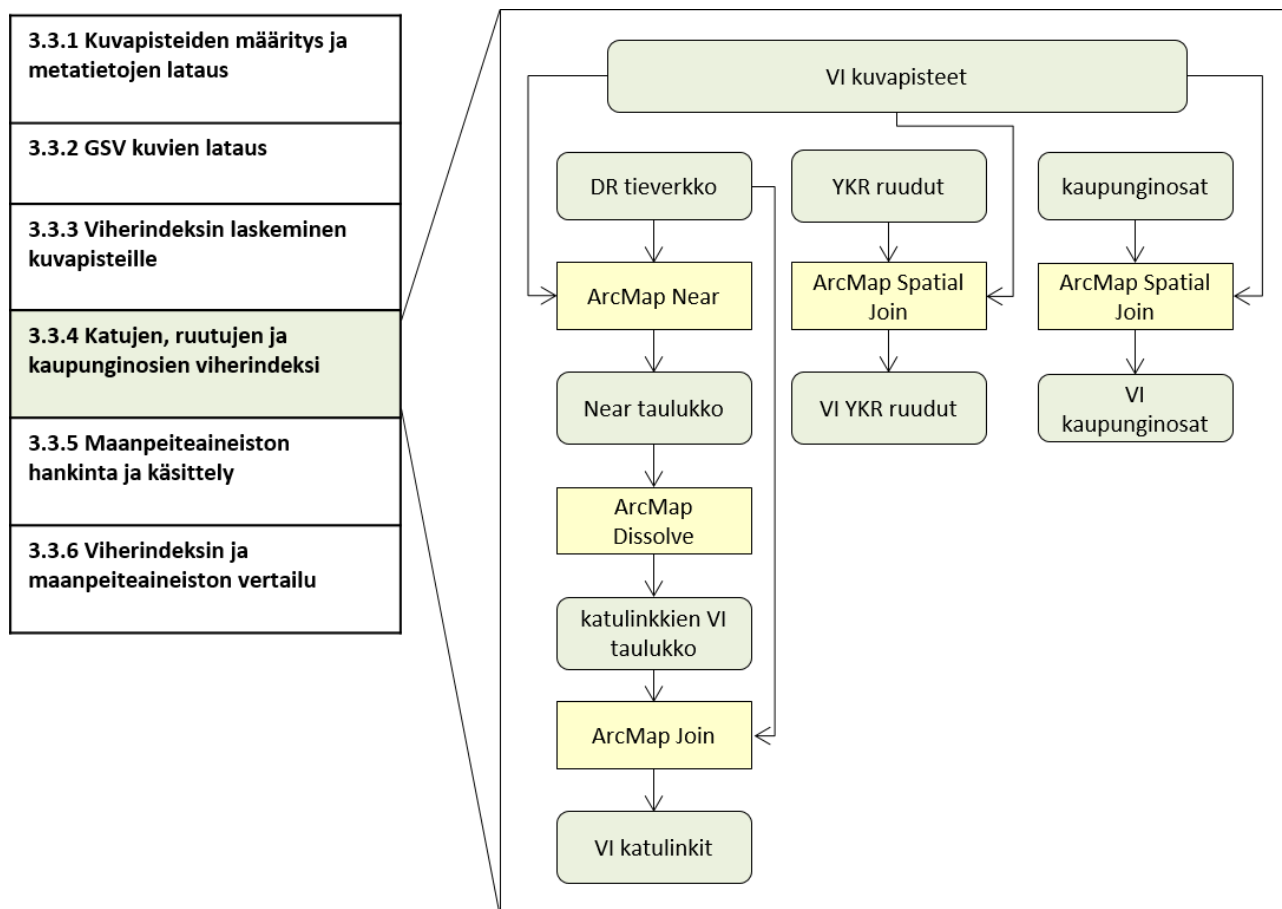 3.3.1 Kuvapisteiden määritys ja
metatietojen lataus
3.3.2 GSV kuvien lataus
3.3.3 Viherindeksin laskeminen
kuvapisteille
3.3.4 Katujen, ruutujen ja
kaupunginosien viherindeksi
3.3.5 Maanpeiteaineiston
hankinta ja käsittely
3.3.6 Viherindeksin ja
maanpeiteaineiston vertailu
VI kuvapisteet
DR tieverkko
YKR ruudut
kaupunginosat
ArcMap Near
ArcMap Spatial
Join
ArcMap Spatial
Join
Near taulukko
VI YKR ruudut
VI
kaupunginosat
ArcMap
Dissolve
katulinkkien VI
taulukko
ArcMap Join
VI katulinkit